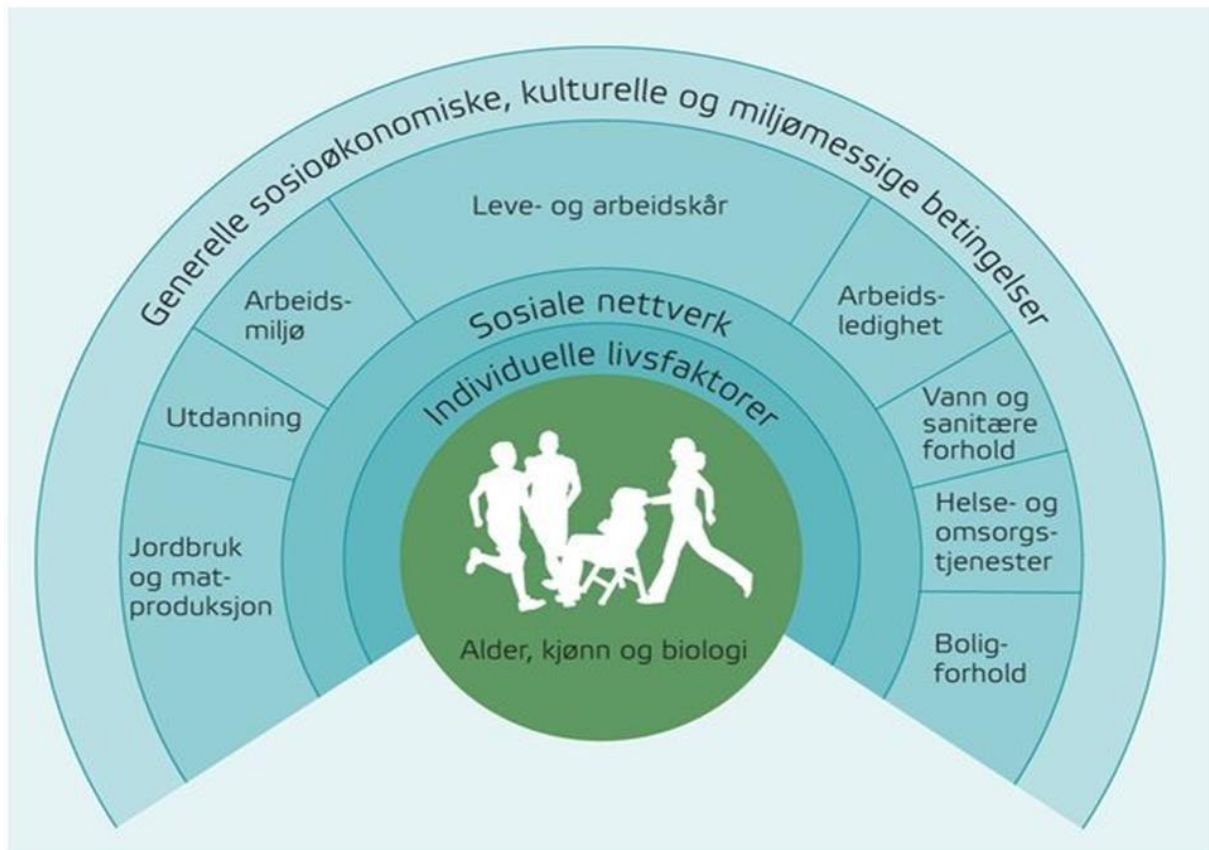 Generelle sosioøkonomiske, kulturelle og miljømessige betingelser
Leve- og arbeidskår
Arbeids-
miljø
Utdanning
Jordbruk
og mat-
produksjon
Arbeids-
ledighet
Vann og
sanitære
forhold
Helse- og
omsorgs-
tjenester
Bolig-
forhold
Sosiale nettverk
Individuelle livsfaktorer
Alder, kjønn og biologi